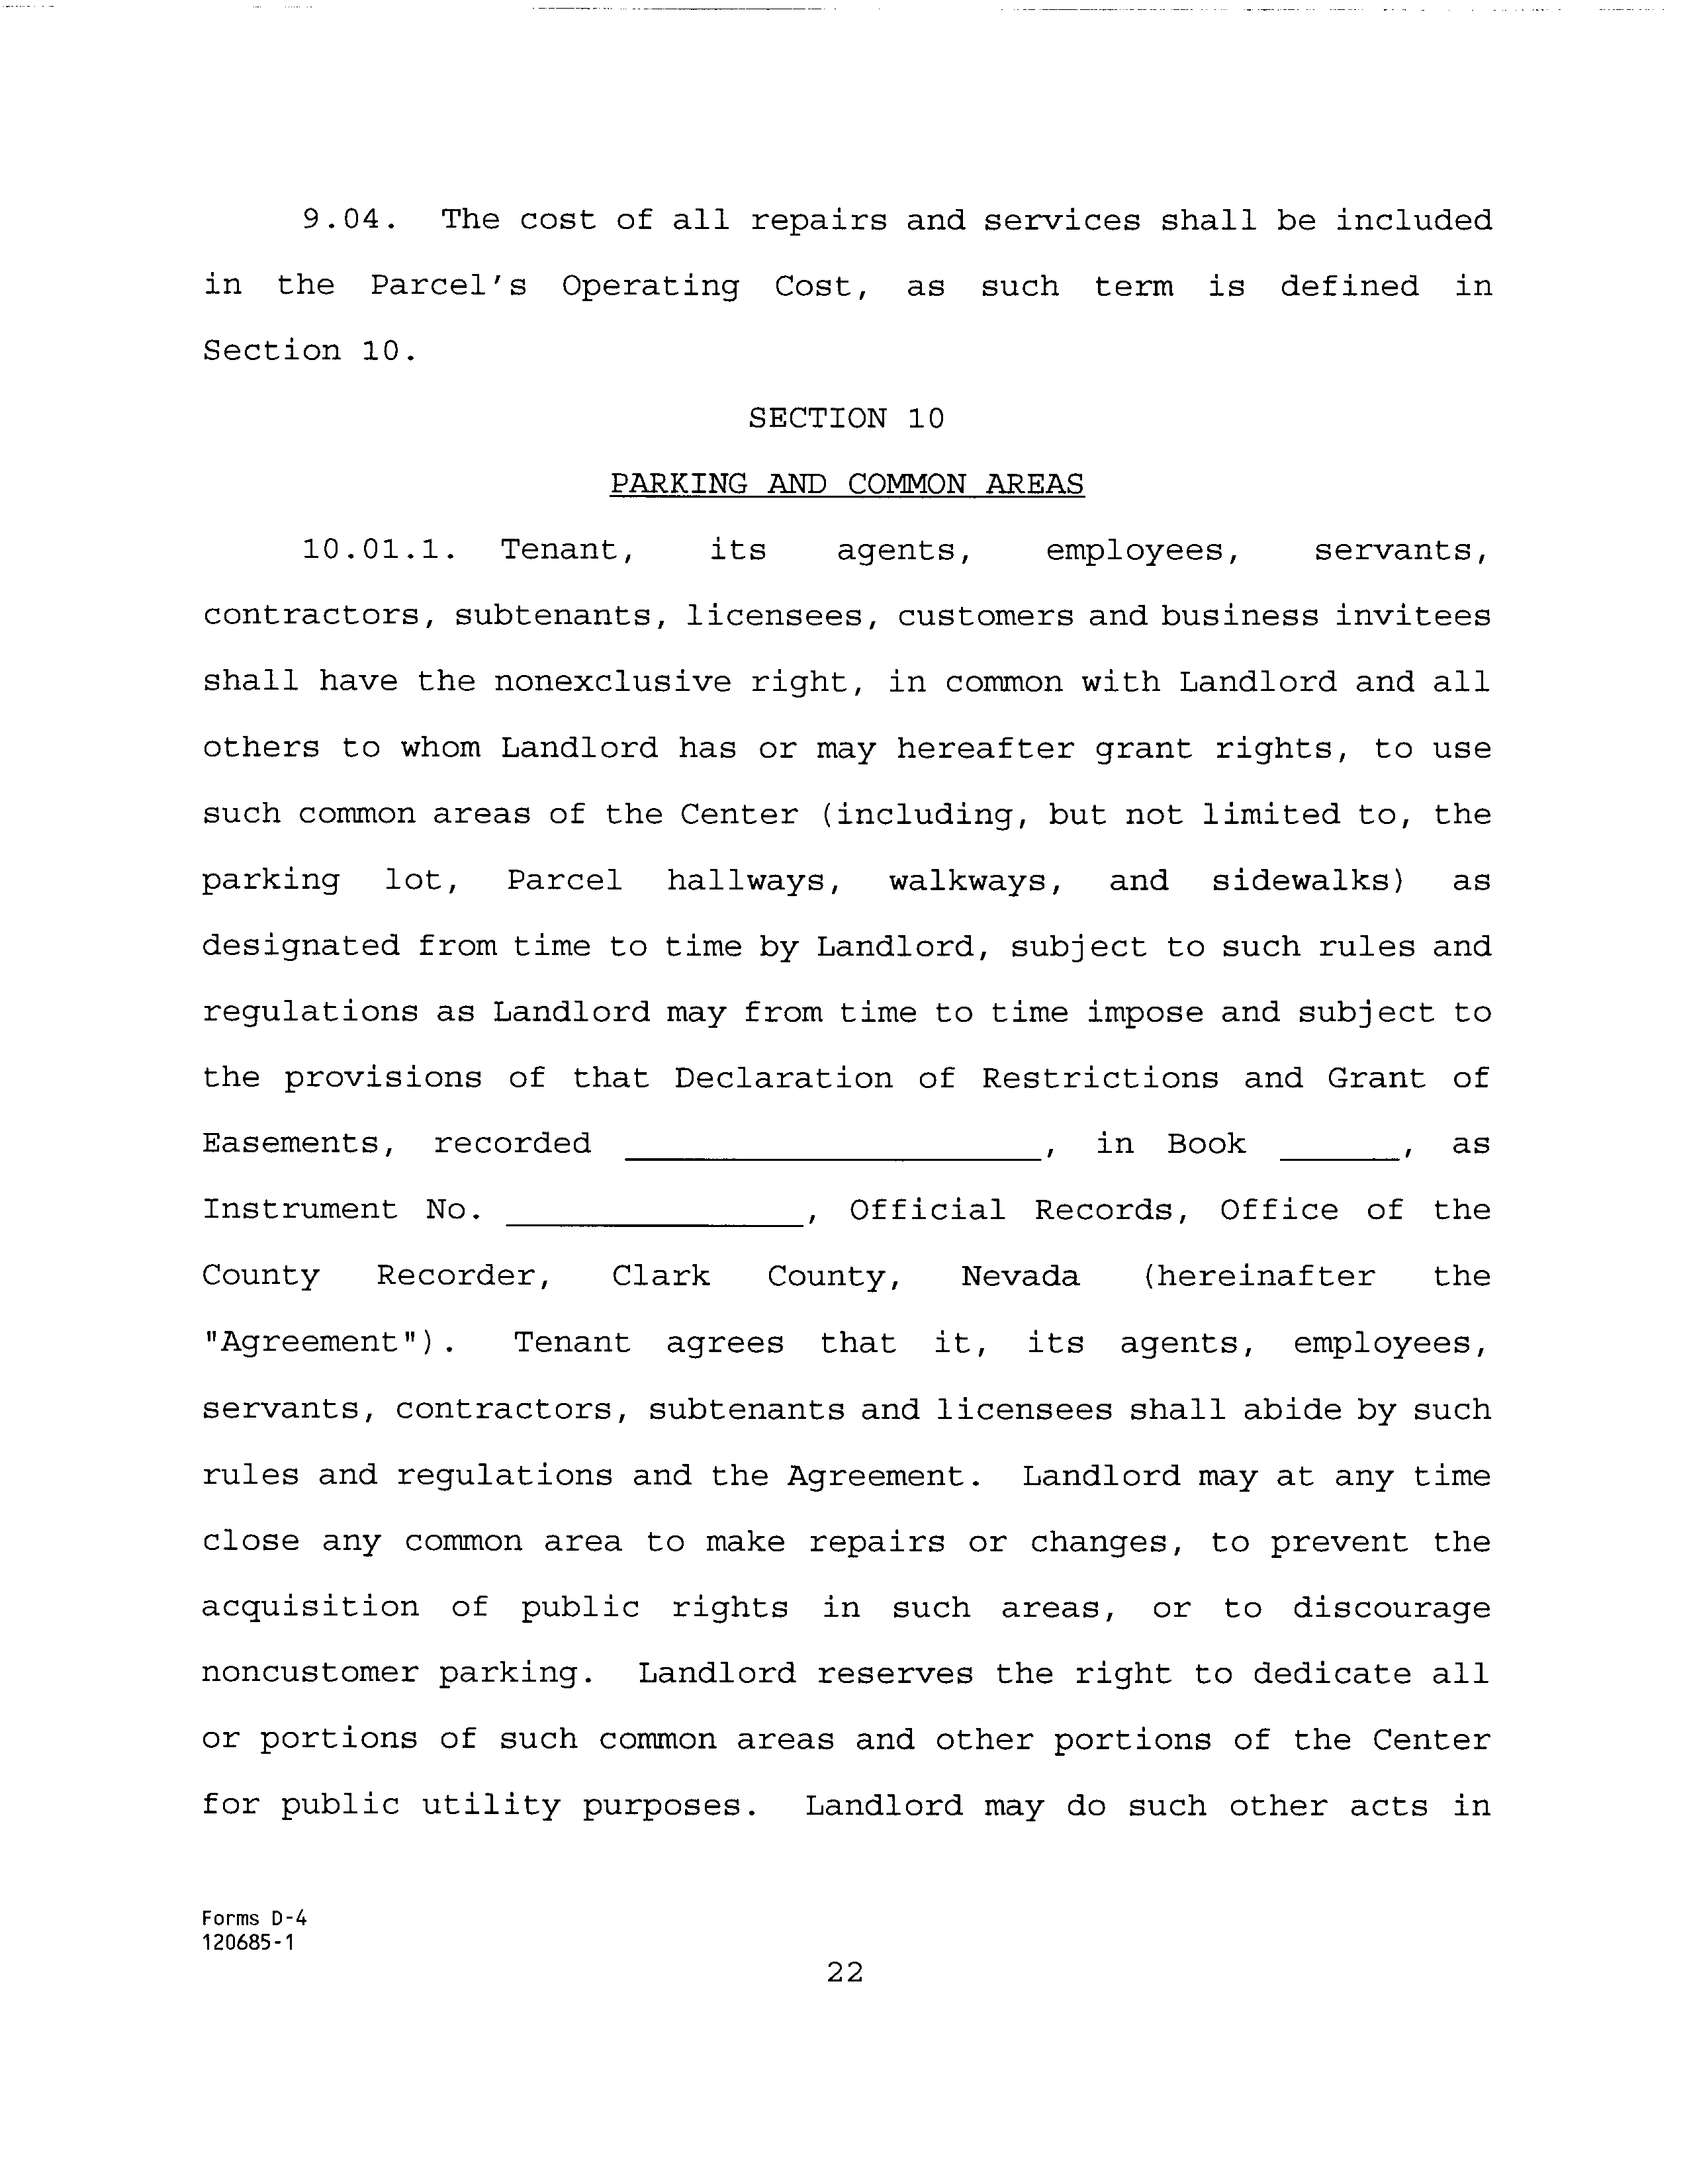 9.04. The cost of all repairs and services shall be included
in the Parcel's Operating Cost, as such term is defined in
Section 10.
SECTION 10
PARKING AND COMMON AREAS
10.01.1. Tenant, its agents, employees, servants,
contractors, subtenants, licensees, customers and business invitees
shall have the nonexclusive right, in common with Landlord and all
others to whom Landlord has or may hereafter grant rights, to use
such common areas of the Center (including, but not limited to, the
parking lot, Parcel hallways, walkways, and sidewalks) as
designated from time to time by Landlord, subject to such rules and
regulations as Landlord may from time to time impose and subject to
the provisions of that Declaration of Restrictions and Grant of
Easements, recorded _____________________, in Book ______, as
Instrument No. _______________, Official Records, Office of the
County Recorder, Clark County, Nevada (hereinafter the
"Agreement"). Tenant agrees that it, its agents, employees,
servants, contractors, subtenants and licensees shall abide by such
rules and regulations and the Agreement. Landlord may at any time
close any common area to make repairs or changes, to prevent the
acquisition of public rights in such areas, or to discourage
noncustomer parking. Landlord reserves the right to dedicate all
or portions of such common areas and other portions of the Center
for public utility purposes. Landlord may do such other acts in
Forms D-4
120685-1
22